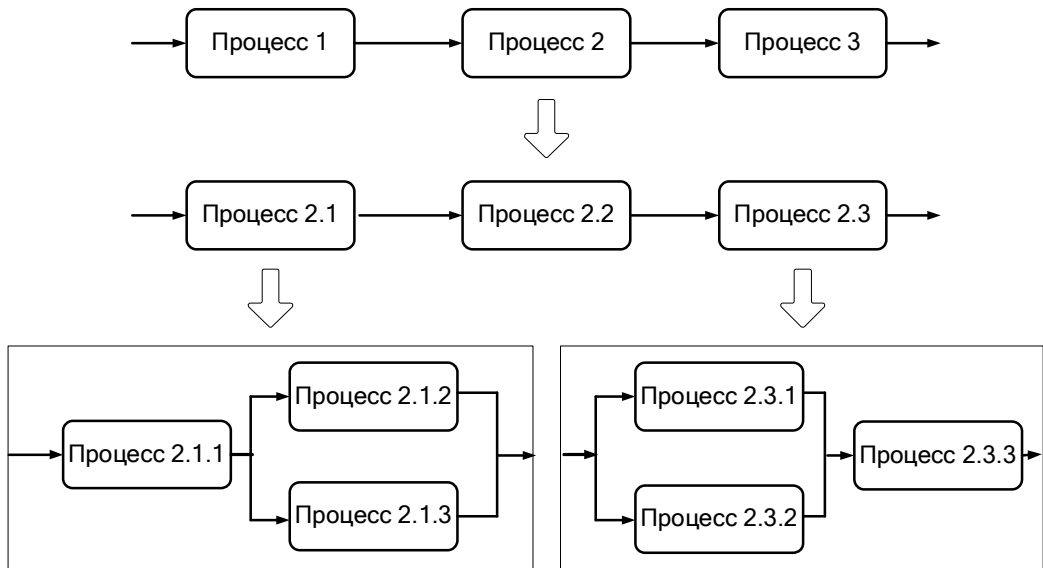 Процесс 1
Процесс 2
Процесс 3
Процесс 2.1
Процесс 2.2
Процесс 2.3
Процесс 2.1.1
Процесс 2.1.2
Процесс 2.1.3
Процесс 2.3.1
Процесс 2.3.2
Процесс 2.3.3